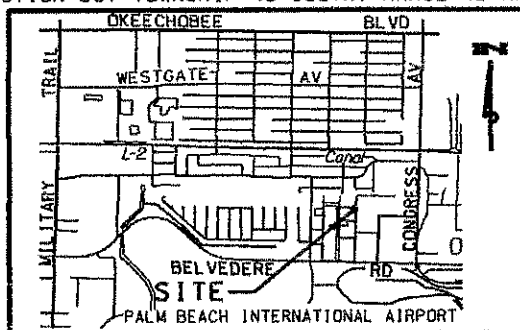 OKEECHOBEE BLVD
TRAIL
WESTGATE AV
AV
N
L-2
Canal
MILITARY
CONGRESS
BELVEDERE RD
SITE
PALM BEACH INTERNATIONAL AIRPORT